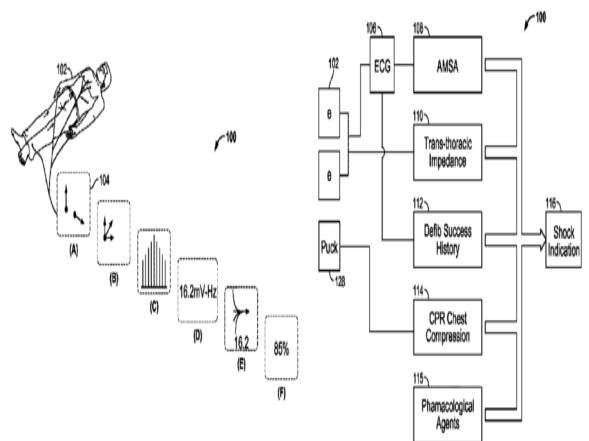 100
102
104
(A)
(B)
(C)
16.2mV-Hz
(D)
16.2
(E)
85%
(F)
100
102
e
e
106
ECG
108
AMSA
110
Trans-thoracic
Impedance
112
Defib Success
History
114
CPR Chest
Compression
115
Phamacological
Agents
116
Shock
Indication
Puck
128